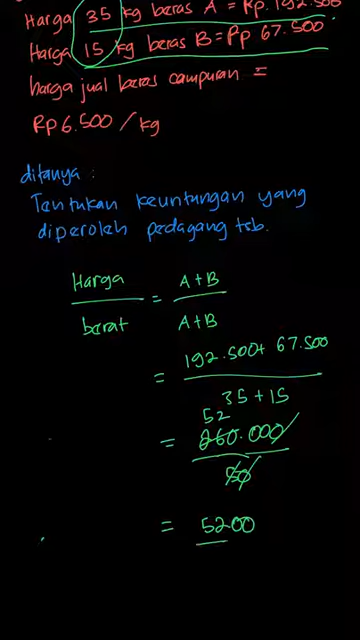 Harga 35 kg beras A = Rp. 192.500
Harga 15 kg beras B = Rp 67.500
harga jual beras campuran =
Rp 6.500 / kg
ditanya :
Tentukan keuntungan yang
diperoleh pedagang tsb.
Harga
berat
= A + B
A + B
= 192.500 + 67.500
35 + 15
52
= 260.000
50
= 5200